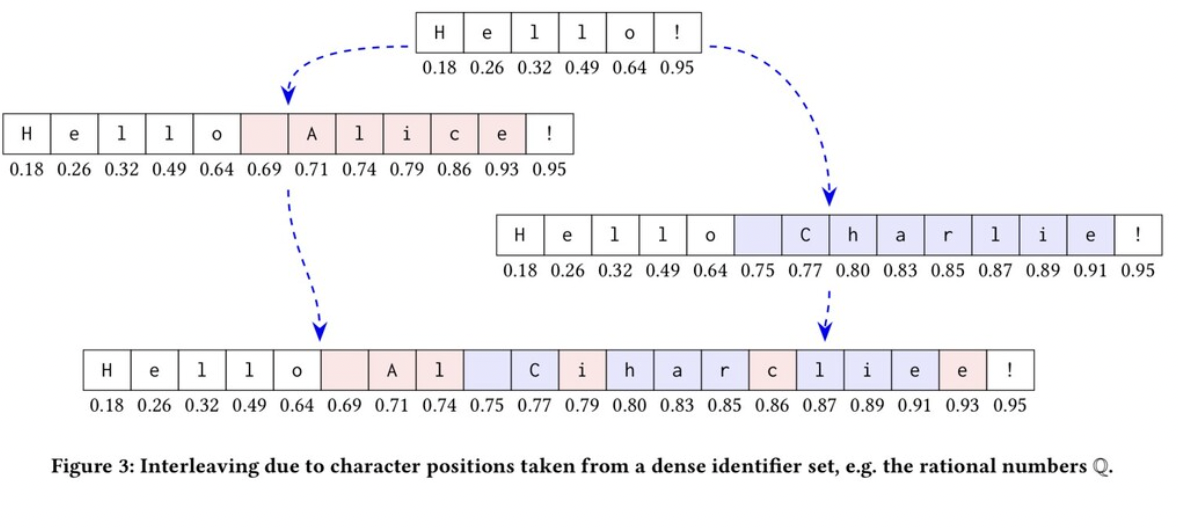 H e l l o !
0.18 0.26 0.32 0.49 0.64 0.95
H e l l o A l i c e !
0.18 0.26 0.32 0.49 0.64 0.69 0.71 0.74 0.79 0.86 0.93 0.95
H e l l o C h a r l i e !
0.18 0.26 0.32 0.49 0.64 0.75 0.77 0.80 0.83 0.85 0.87 0.89 0.91 0.95
H e l l o A l C i h a r c l i e e !
0.18 0.26 0.32 0.49 0.64 0.69 0.71 0.74 0.75 0.77 0.79 0.80 0.83 0.85 0.86 0.87 0.89 0.91 0.93 0.95
Figure 3: Interleaving due to character positions taken from a dense identifier set, e.g. the rational numbers ℚ.